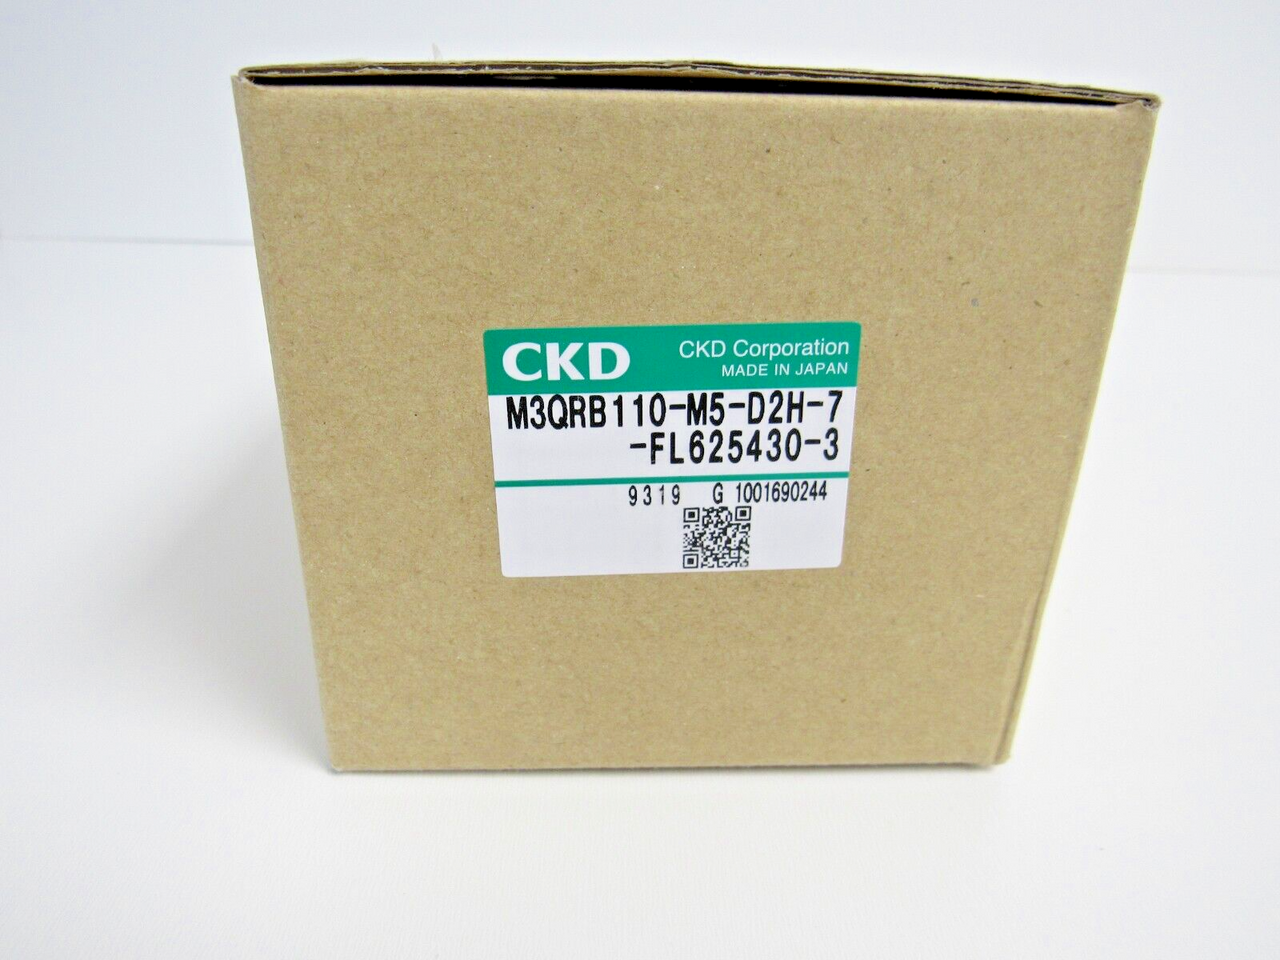 CKD
CKD Corporation
MADE IN JAPAN
M3QRB110-M5-D2H-7
-FL625430-3
9319 G 1001690244